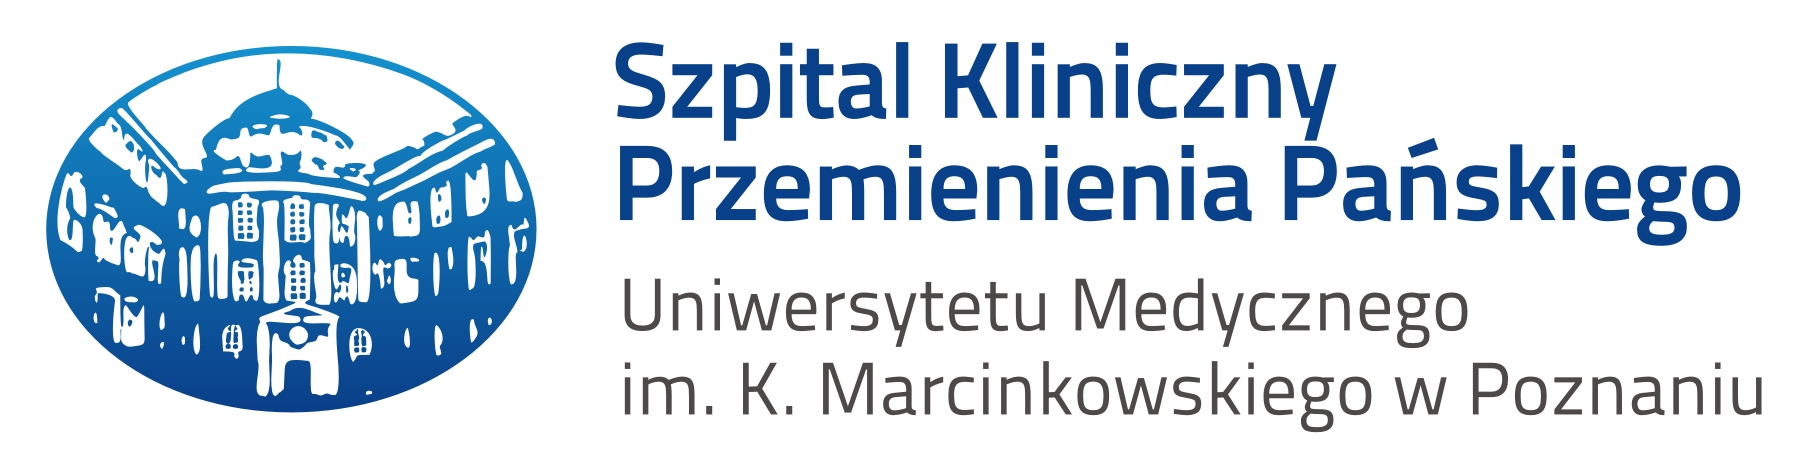 Szpital Kliniczny
Przemienienia Pańskiego
Uniwersytetu Medycznego
im. K. Marcinkowskiego w Poznaniu